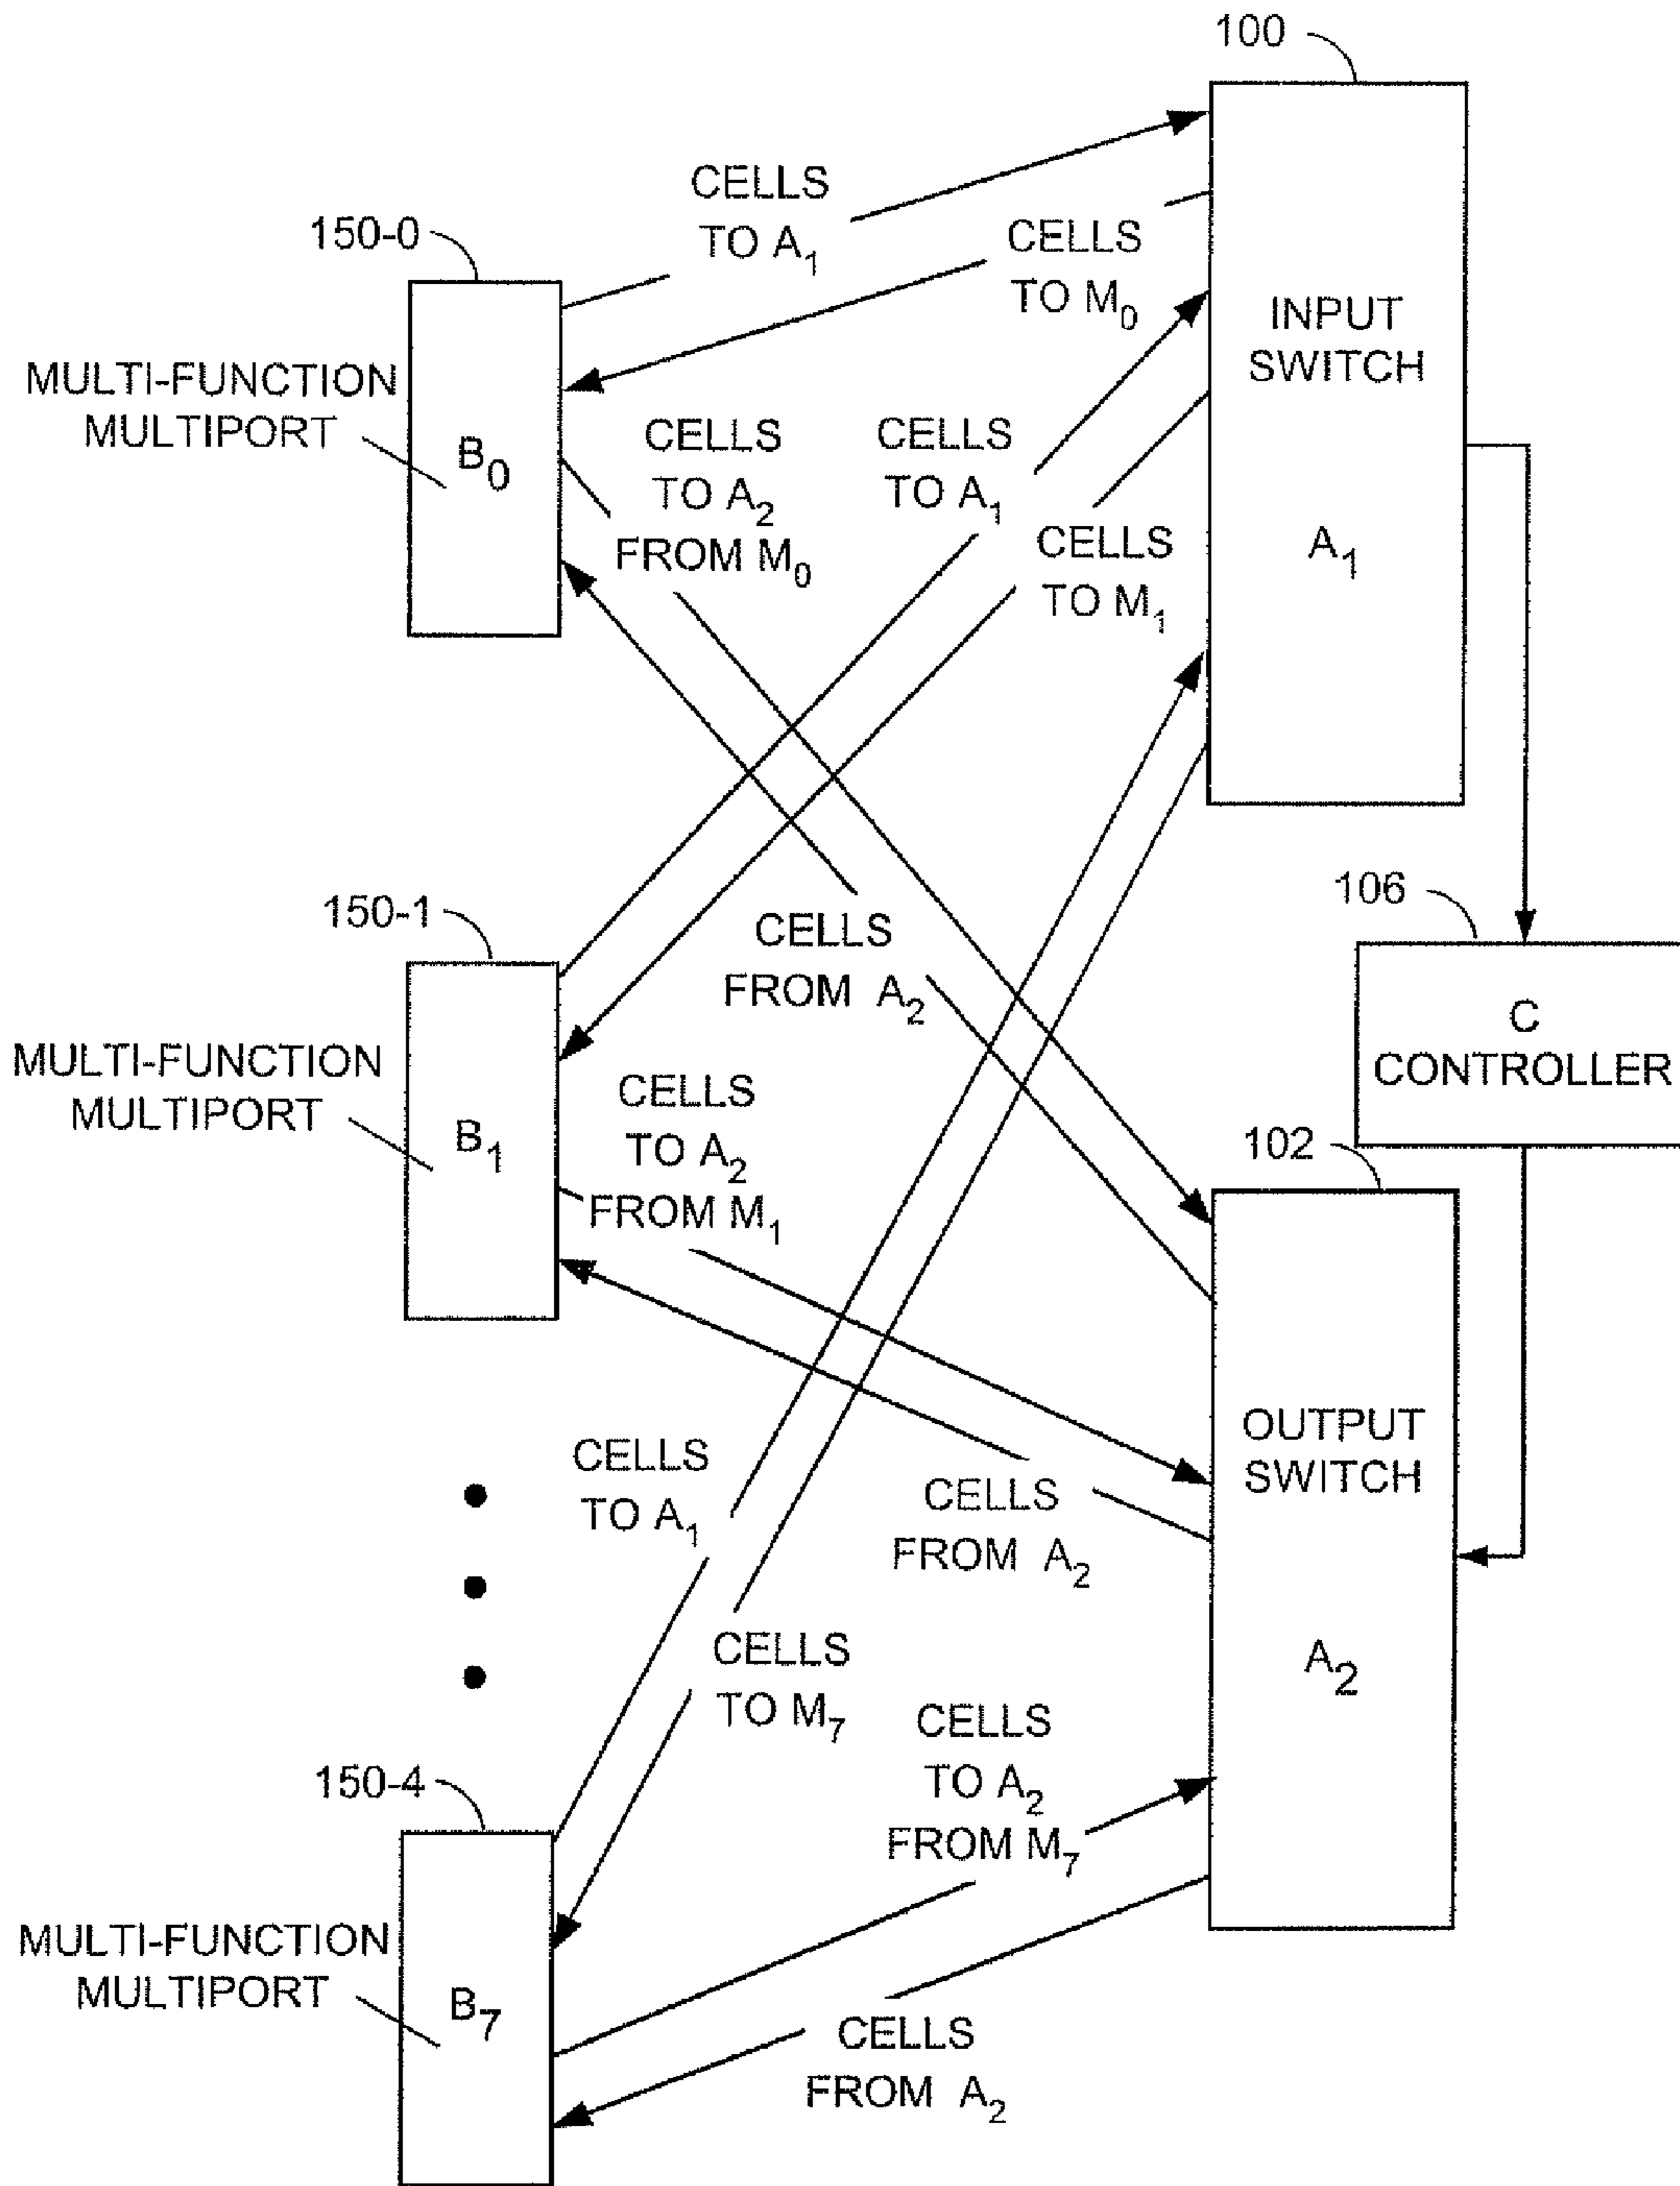 100
CELLS
TO A₁
150-0
CELLS
TO M₀
INPUT
SWITCH
A₁
MULTI-FUNCTION
MULTIPORT
B₀
CELLS
TO A₂
FROM M₀
CELLS
TO A₁
CELLS
TO M₁
106
C
CONTROLLER
150-1
CELLS
FROM A₂
MULTI-FUNCTION
MULTIPORT
B₁
CELLS
TO A₂
FROM M₁
102
OUTPUT
SWITCH
A₂
CELLS
TO A₁
CELLS
FROM A₂
CELLS
TO M₇
CELLS
TO A₂
FROM M₇
150-4
MULTI-FUNCTION
MULTIPORT
B₇
CELLS
FROM A₂